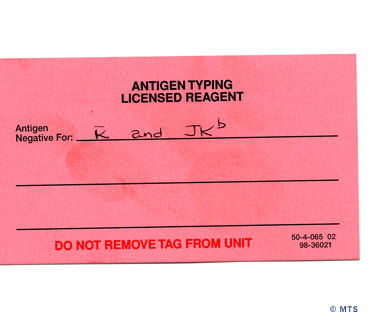 ANTIGEN TYPING
LICENSED REAGENT
Antigen
Negative For: K̄ and JKᵇ
50-4-065 02
DO NOT REMOVE TAG FROM UNIT 98-36021
© MTS